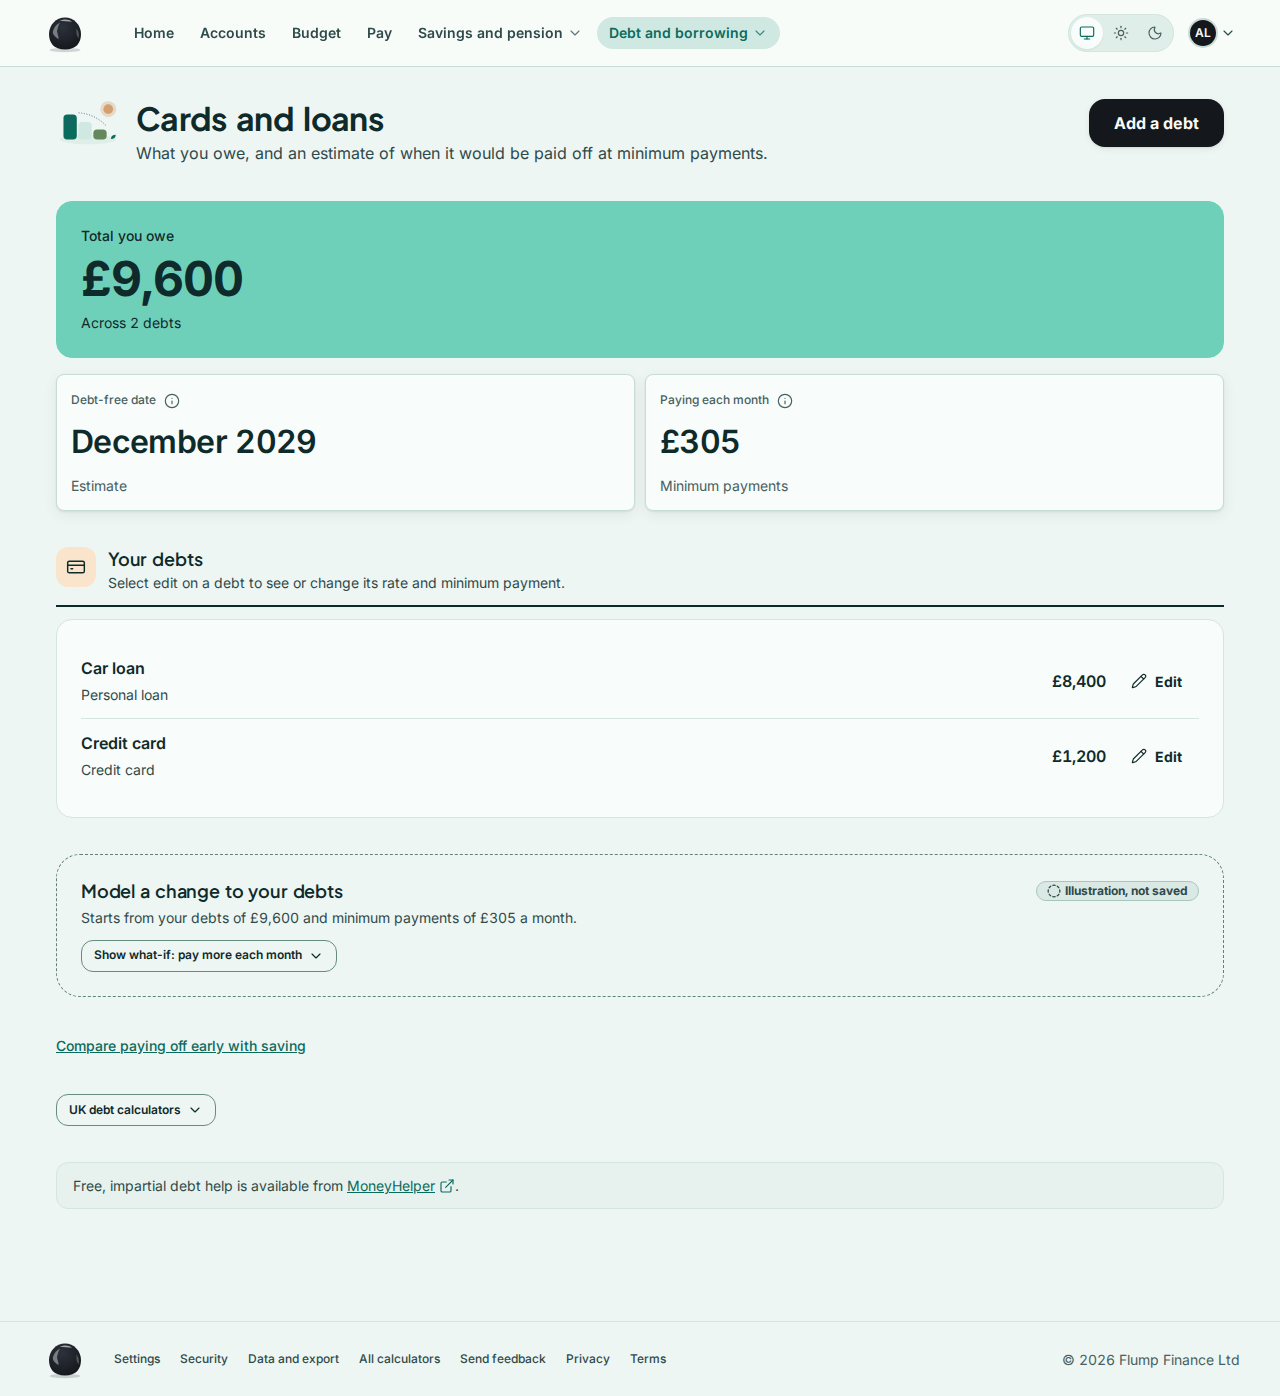 Home Accounts Budget Pay Savings and pension Debt and borrowing AL
Cards and loans
What you owe, and an estimate of when it would be paid off at minimum payments.
Add a debt
Total you owe
£9,600
Across 2 debts
Debt-free date
December 2029
Estimate
Paying each month
£305
Minimum payments
Your debts
Select edit on a debt to see or change its rate and minimum payment.
Car loan
Personal loan
£8,400 Edit
Credit card
Credit card
£1,200 Edit
Model a change to your debts
Illustration, not saved
Starts from your debts of £9,600 and minimum payments of £305 a month.
Show what-if: pay more each month
Compare paying off early with saving
UK debt calculators
Free, impartial debt help is available from MoneyHelper.
Settings Security Data and export All calculators Send feedback Privacy Terms
© 2026 Flump Finance Ltd